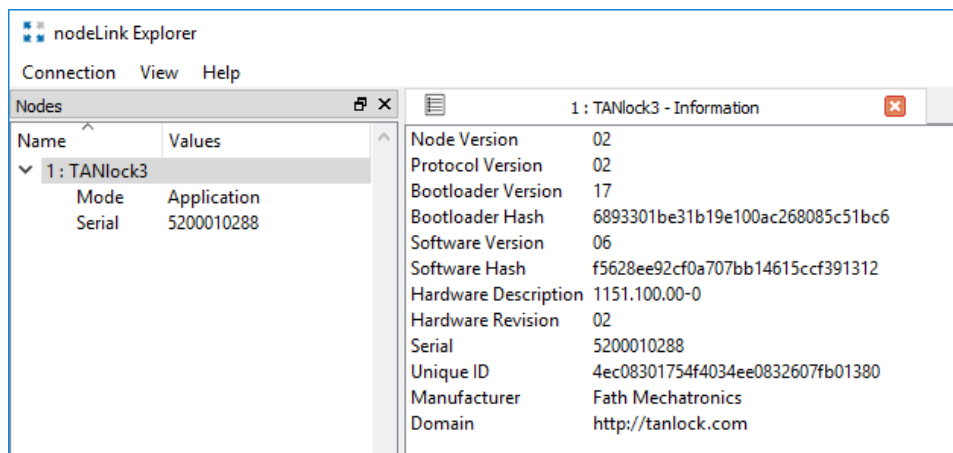 nodeLink Explorer
Connection View Help
Nodes
Name Values
1 : TANlock3
Mode Application
Serial 5200010288
1 : TANlock3 - Information
Node Version 02
Protocol Version 02
Bootloader Version 17
Bootloader Hash 6893301be31b19e100ac268085c51bc6
Software Version 06
Software Hash f5628ee92cf0a707bb14615ccf391312
Hardware Description 1151.100.00-0
Hardware Revision 02
Serial 5200010288
Unique ID 4ec08301754f4034ee0832607fb01380
Manufacturer Fath Mechatronics
Domain http://tanlock.com